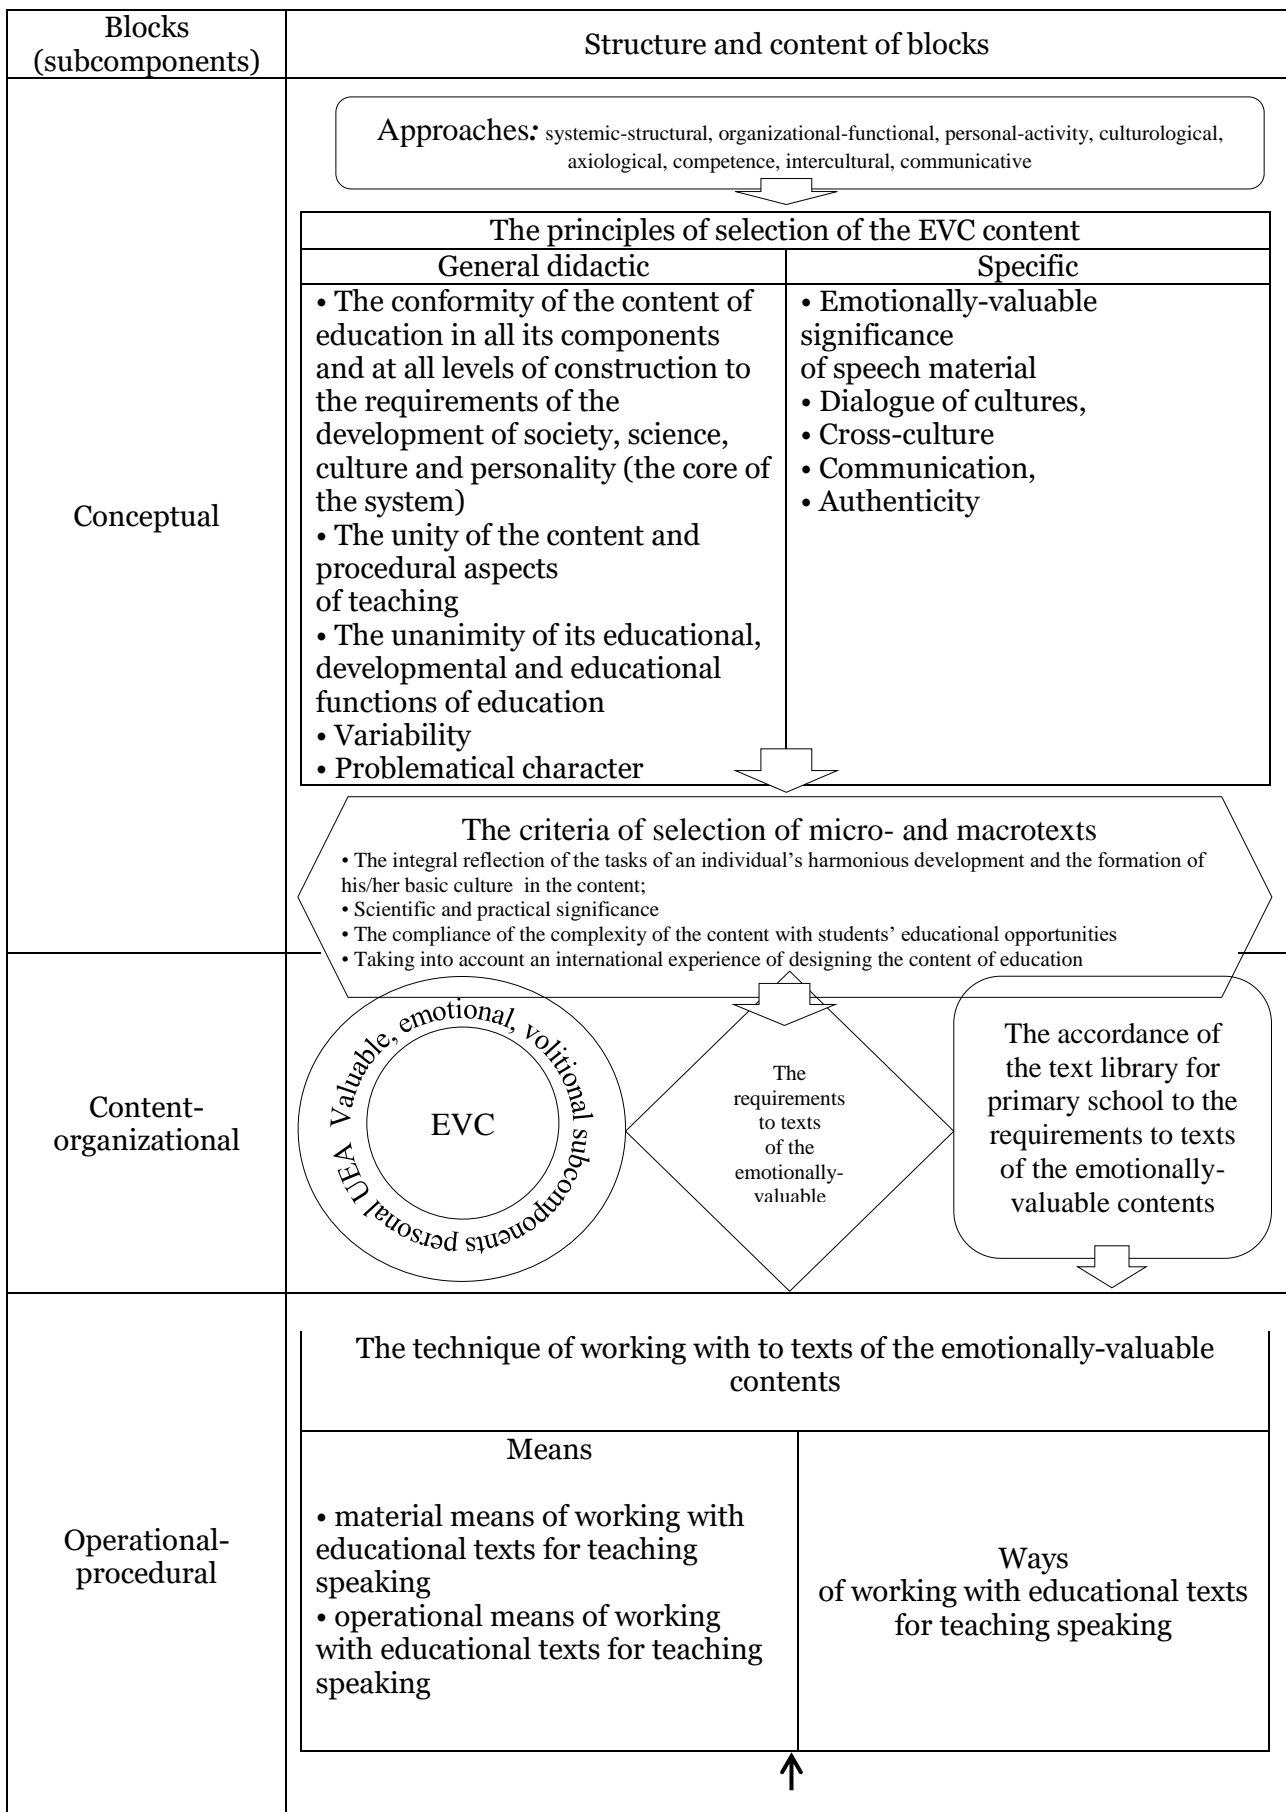 Blocks
(subcomponents)
Structure and content of blocks
Conceptual
Approaches: systemic-structural, organizational-functional, personal-activity, culturological,
axiological, competence, intercultural, communicative
The principles of selection of the EVC content
General didactic
Specific
• The conformity of the content of
education in all its components
and at all levels of construction to
the requirements of the
development of society, science,
culture and personality (the core of
the system)
• The unity of the content and
procedural aspects
of teaching
• The unanimity of its educational,
developmental and educational
functions of education
• Variability
• Problematical character
• Emotionally-valuable
significance
of speech material
• Dialogue of cultures,
• Cross-culture
• Communication,
• Authenticity
The criteria of selection of micro- and macrotexts
• The integral reflection of the tasks of an individual’s harmonious development and the formation of
his/her basic culture in the content;
• Scientific and practical significance
• The compliance of the complexity of the content with students’ educational opportunities
• Taking into account an international experience of designing the content of education
Content-
organizational
Valuable, emotional, volitional subcomponents personal UEA
EVC
The
requirements
to texts
of the
emotionally-
valuable
The accordance of
the text library for
primary school to the
requirements to texts
of the emotionally-
valuable contents
Operational-
procedural
The technique of working with to texts of the emotionally-valuable
contents
Means
• material means of working with
educational texts for teaching
speaking
• operational means of working
with educational texts for teaching
speaking
Ways
of working with educational texts
for teaching speaking